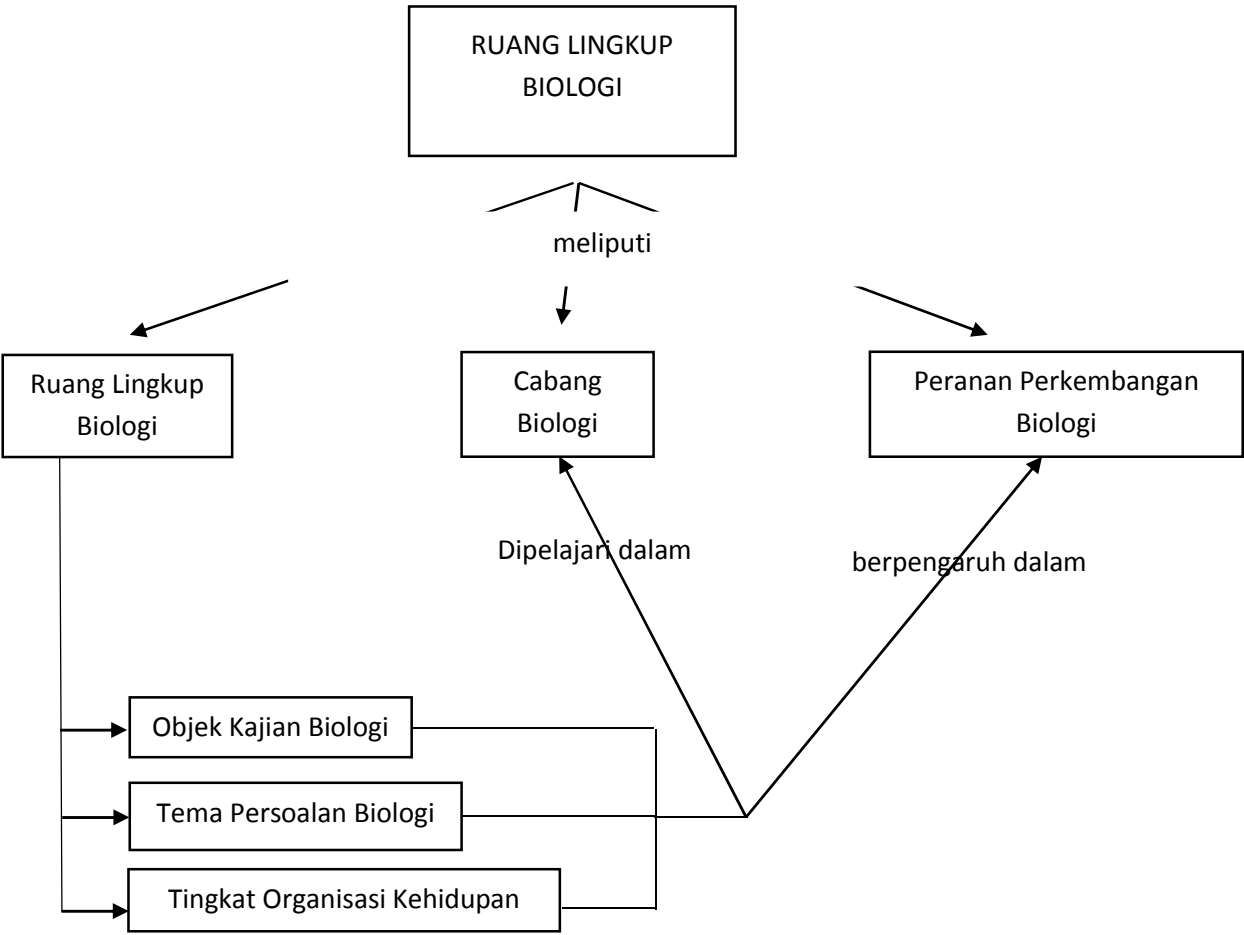 RUANG LINGKUP
BIOLOGI
meliputi
Ruang Lingkup
Biologi
Cabang
Biologi
Peranan Perkembangan
Biologi
Dipelajari dalam
berpengaruh dalam
Objek Kajian Biologi
Tema Persoalan Biologi
Tingkat Organisasi Kehidupan